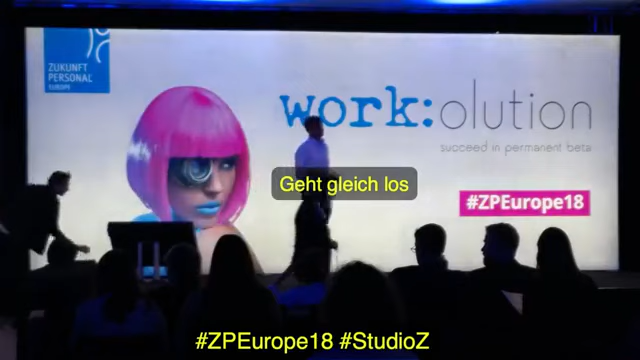 ZUKUNFT
PERSONAL
EUROPE
work:olution
succeed in permanent beta
Geht gleich los
#ZPEurope18
#ZPEurope18 #StudioZ